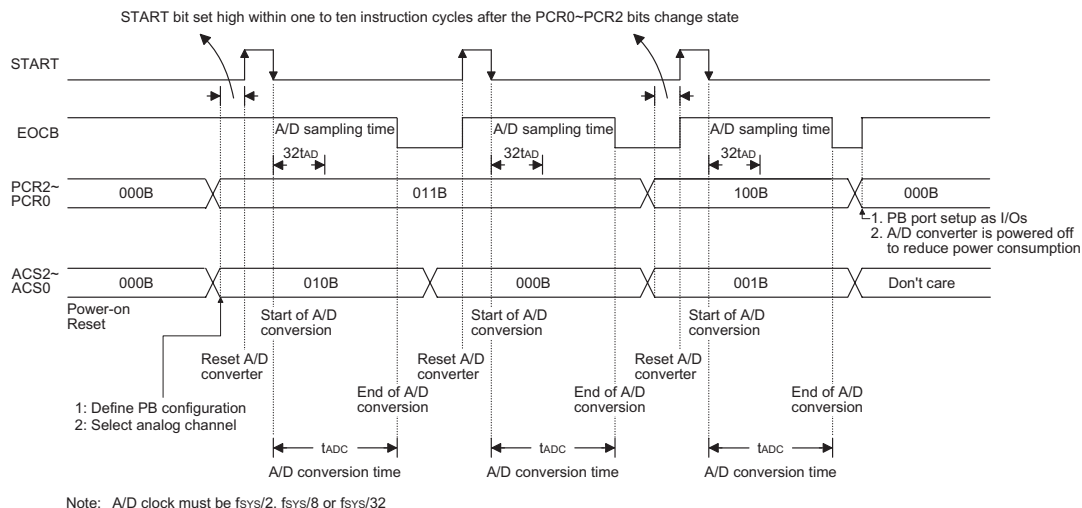 START bit set high within one to ten instruction cycles after the PCR0~PCR2 bits change state
START
EOCB
A/D sampling time
A/D sampling time
A/D sampling time
32tAD
32tAD
32tAD
PCR2~
PCR0
000B
011B
100B
000B
1. PB port setup as I/Os
2. A/D converter is powered off
to reduce power consumption
ACS2~
ACS0
000B
010B
000B
001B
Don't care
Power-on
Reset
Start of A/D
conversion
Start of A/D
conversion
Start of A/D
conversion
Reset A/D
converter
Reset A/D
converter
Reset A/D
converter
1: Define PB configuration
2: Select analog channel
End of A/D
conversion
End of A/D
conversion
End of A/D
conversion
tADC
tADC
tADC
A/D conversion time
A/D conversion time
A/D conversion time
Note: A/D clock must be fSYS/2, fSYS/8 or fSYS/32